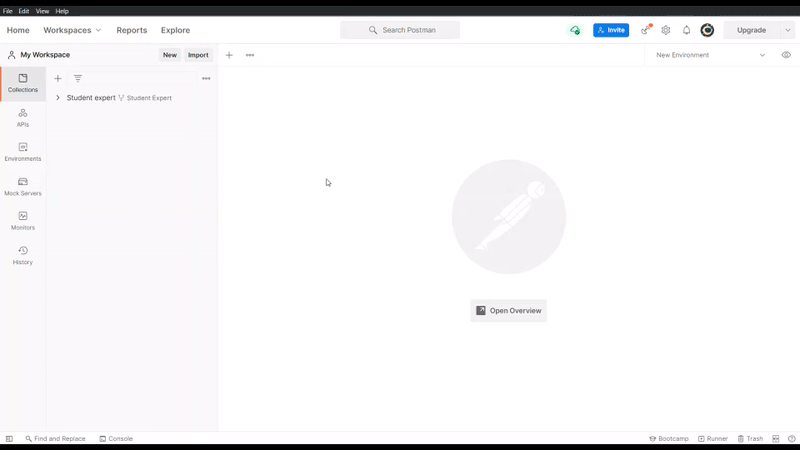 File Edit View Help
Home Workspaces Reports Explore Search Postman Invite Upgrade
My Workspace New Import New Environment
Collections
Student expert Student Expert
APIs
Environments
Mock Servers
Monitors
History
Open Overview
Find and Replace Console Bootcamp Runner Trash